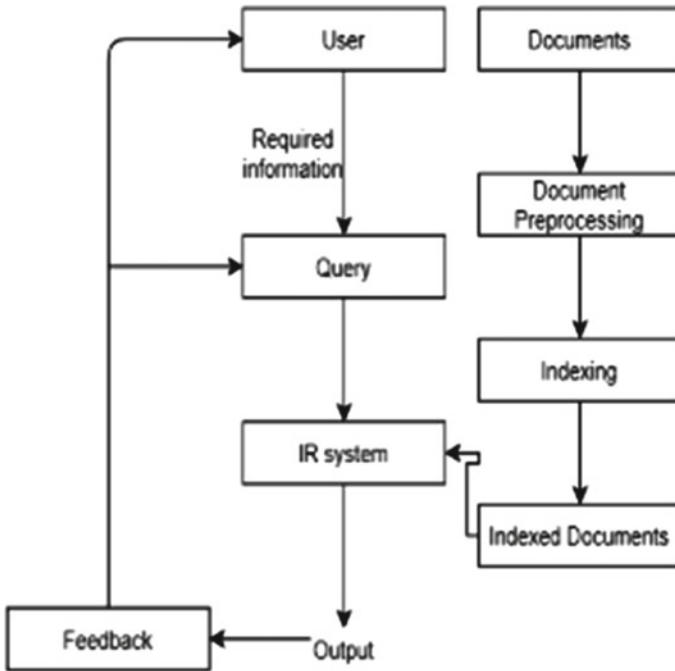 User
Documents
Required
information
Document
Preprocessing
Query
Indexing
IR system
Indexed Documents
Feedback
Output